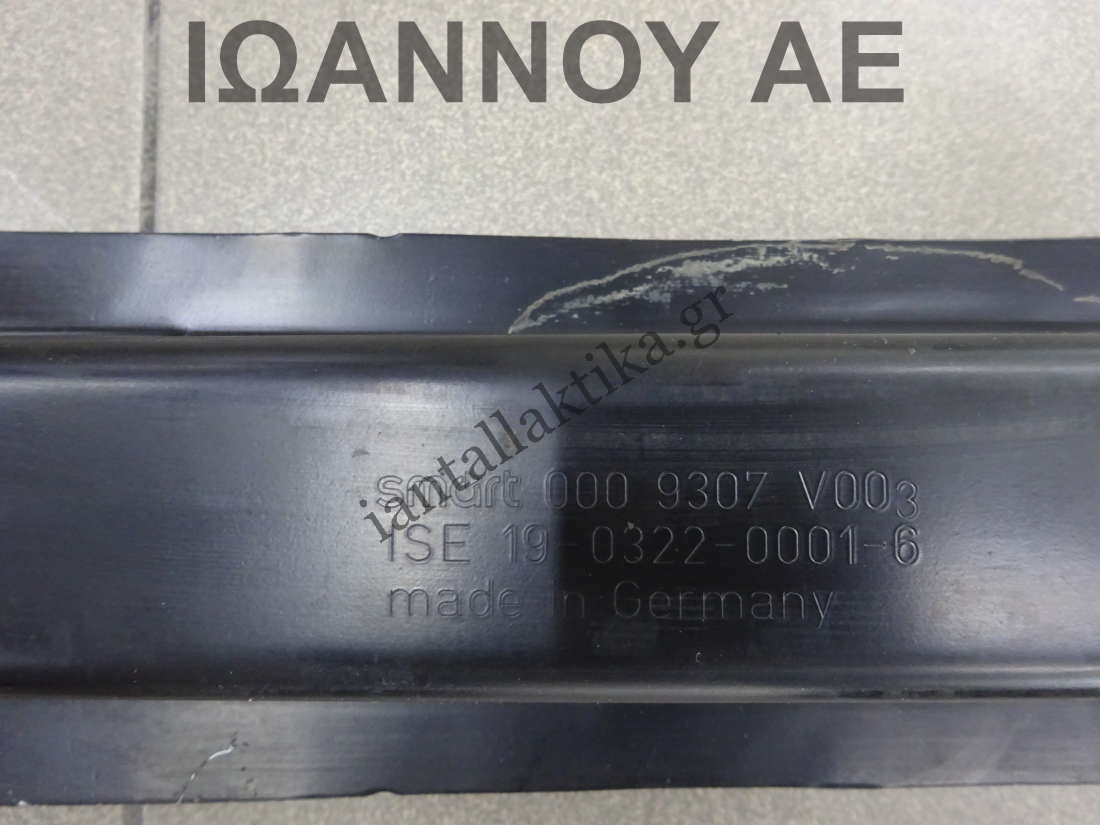 ΙΩΑΝΝΟΥ ΑΕ
iantallaktika.gr
smart 000 9307 V003
ISE 19-0322-0001-6
made in Germany